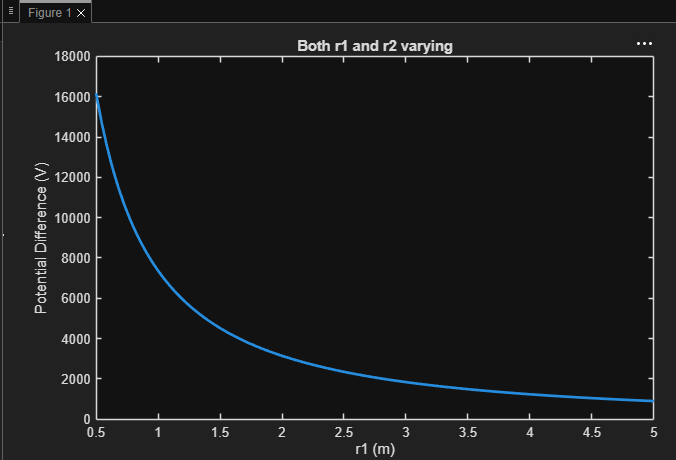 Figure 1
Both r1 and r2 varying
Potential Difference (V)
18000
16000
14000
12000
10000
8000
6000
4000
2000
0
0.5 1 1.5 2 2.5 3 3.5 4 4.5 5
r1 (m)